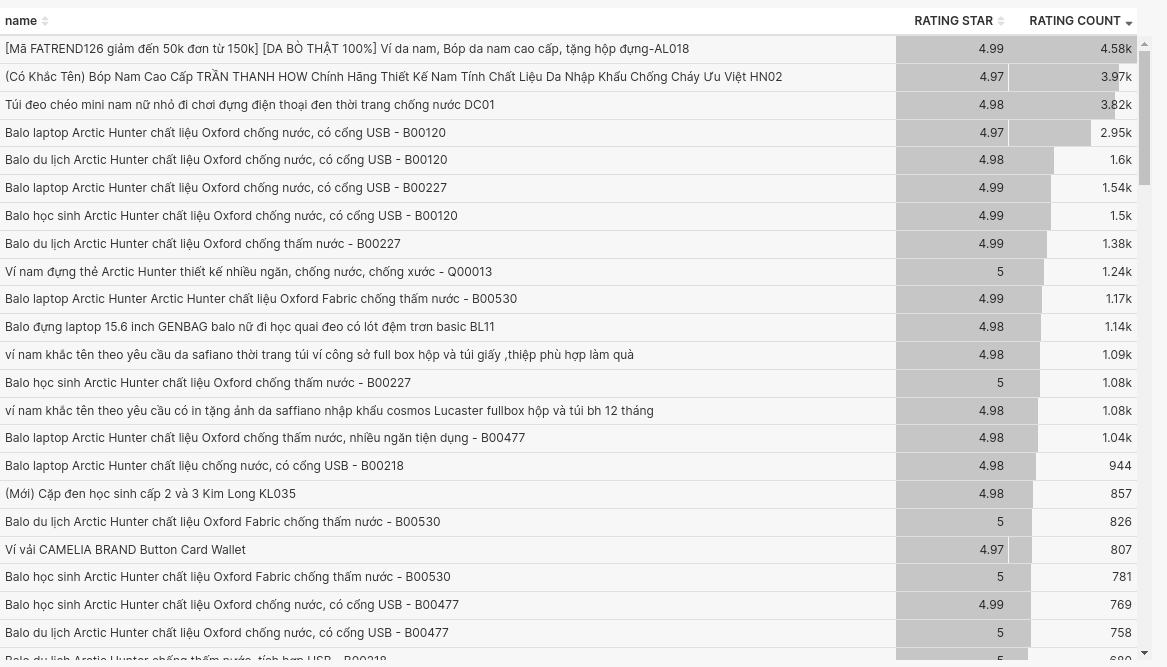 name RATING STAR RATING COUNT
[Mã FATREND126 giảm đến 50k đơn từ 150k] [DA BÒ THẬT 100%] Ví da nam, Bóp da nam cao cấp, tặng hộp đựng-AL018 4.99 4.58k
(Có Khắc Tên) Bóp Nam Cao Cấp TRẦN THANH HOW Chính Hãng Thiết Kế Nam Tính Chất Liệu Da Nhập Khẩu Chống Cháy Ưu Việt HN02 4.97 3.97k
Túi đeo chéo mini nam nữ nhỏ đi chơi đựng điện thoại đen thời trang chống nước DC01 4.98 3.82k
Balo laptop Arctic Hunter chất liệu Oxford chống nước, có cổng USB - B00120 4.97 2.95k
Balo du lịch Arctic Hunter chất liệu Oxford chống nước, có cổng USB - B00120 4.98 1.6k
Balo laptop Arctic Hunter chất liệu Oxford chống nước, có cổng USB - B00227 4.99 1.54k
Balo học sinh Arctic Hunter chất liệu Oxford chống nước, có cổng USB - B00120 4.99 1.5k
Balo du lịch Arctic Hunter chất liệu Oxford chống thấm nước - B00227 4.99 1.38k
Ví nam đựng thẻ Arctic Hunter thiết kế nhiều ngăn, chống nước, chống xước - Q00013 5 1.24k
Balo laptop Arctic Hunter Arctic Hunter chất liệu Oxford Fabric chống thấm nước - B00530 4.99 1.17k
Balo đựng laptop 15.6 inch GENBAG balo nữ đi học quai đeo có lót đệm trơn basic BL11 4.98 1.14k
ví nam khắc tên theo yêu cầu da safiano thời trang túi ví công sở full box hộp và túi giấy ,thiệp phù hợp làm quà 4.98 1.09k
Balo học sinh Arctic Hunter chất liệu Oxford chống thấm nước - B00227 5 1.08k
ví nam khắc tên theo yêu cầu có in tặng ảnh da saffiano nhập khẩu cosmos Lucaster fullbox hộp và túi bh 12 tháng 4.98 1.08k
Balo laptop Arctic Hunter chất liệu Oxford chống thấm nước, nhiều ngăn tiện dụng - B00477 4.98 1.04k
Balo laptop Arctic Hunter chất liệu chống nước, có cổng USB - B00218 4.98 944
(Mới) Cặp đen học sinh cấp 2 và 3 Kim Long KL035 4.98 857
Balo du lịch Arctic Hunter chất liệu Oxford Fabric chống thấm nước - B00530 5 826
Ví vải CAMELIA BRAND Button Card Wallet 4.97 807
Balo học sinh Arctic Hunter chất liệu Oxford Fabric chống thấm nước - B00530 5 781
Balo học sinh Arctic Hunter chất liệu Oxford chống nước, có cổng USB - B00477 4.99 769
Balo du lịch Arctic Hunter chất liệu Oxford chống nước, có cổng USB - B00477 5 758
Balo du lịch Arctic Hunter chống thấm nước, tích hợp USB - B00218 5 680